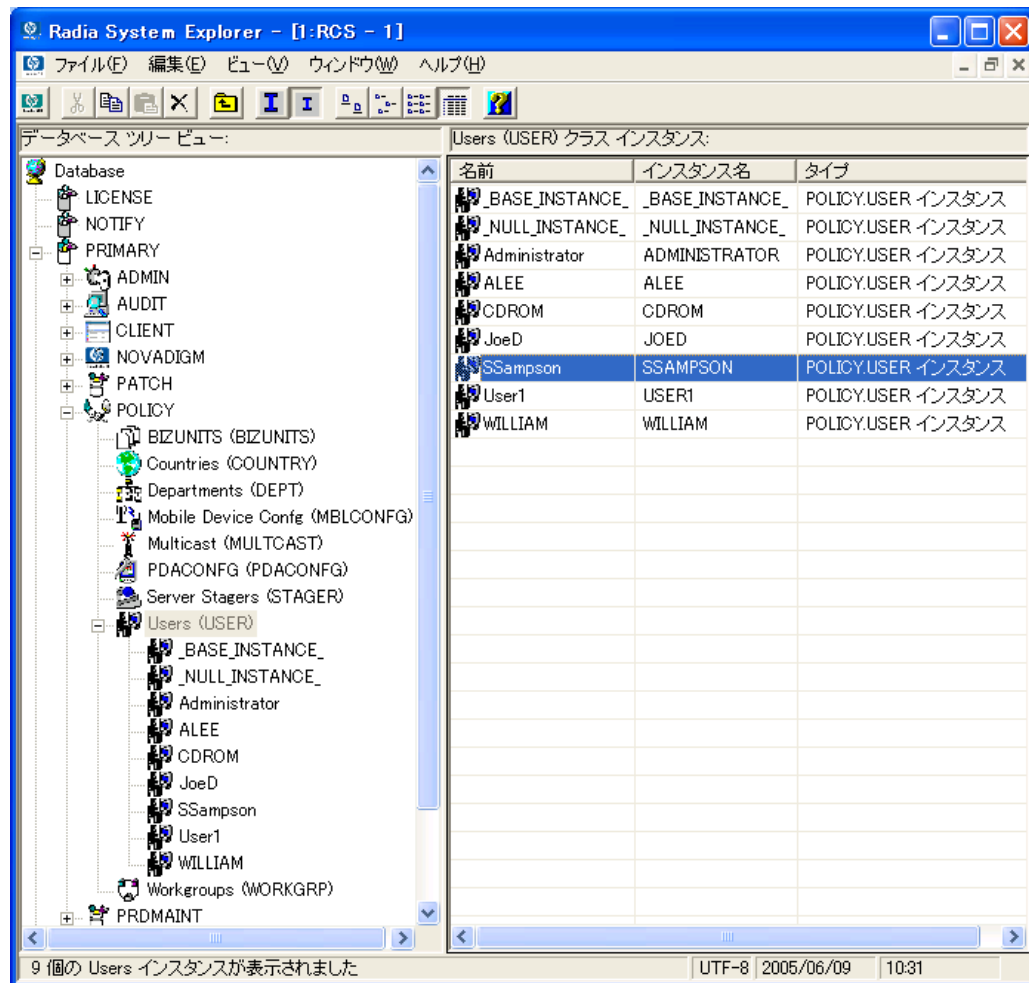 Radia System Explorer - [1:RCS - 1]
ファイル(F) 編集(E) ビュー(V) ウィンドウ(W) ヘルプ(H)
データベース ツリー ビュー:
Database
LICENSE
NOTIFY
PRIMARY
ADMIN
AUDIT
CLIENT
NOVADIGM
PATCH
POLICY
BIZUNITS (BIZUNITS)
Countries (COUNTRY)
Departments (DEPT)
Mobile Device Confg (MBLCONFG)
Multicast (MULTCAST)
PDACONFG (PDACONFG)
Server Stagers (STAGER)
Users (USER)
_BASE_INSTANCE_
_NULL_INSTANCE_
Administrator
ALEE
CDROM
JoeD
SSampson
User1
WILLIAM
Workgroups (WORKGRP)
PRDMAINT
Users (USER) クラス インスタンス:
名前 インスタンス名 タイプ
_BASE_INSTANCE_ _BASE_INSTANCE_ POLICY.USER インスタンス
_NULL_INSTANCE_ _NULL_INSTANCE_ POLICY.USER インスタンス
Administrator ADMINISTRATOR POLICY.USER インスタンス
ALEE ALEE POLICY.USER インスタンス
CDROM CDROM POLICY.USER インスタンス
JoeD JOED POLICY.USER インスタンス
SSampson SSAMPSON POLICY.USER インスタンス
User1 USER1 POLICY.USER インスタンス
WILLIAM WILLIAM POLICY.USER インスタンス
9 個の Users インスタンスが表示されました UTF-8 2005/06/09 10:31